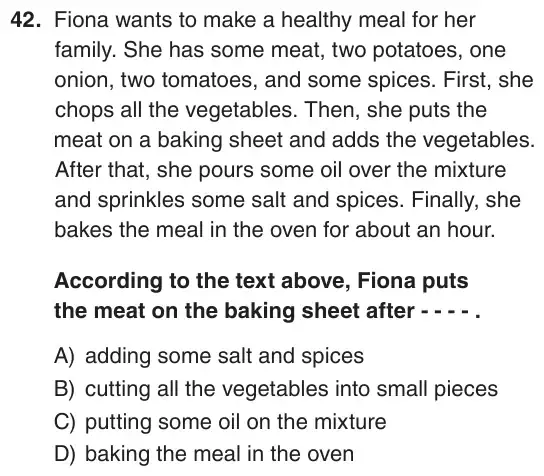 42. Fiona wants to make a healthy meal for her
family. She has some meat, two potatoes, one
onion, two tomatoes, and some spices. First, she
chops all the vegetables. Then, she puts the
meat on a baking sheet and adds the vegetables.
After that, she pours some oil over the mixture
and sprinkles some salt and spices. Finally, she
bakes the meal in the oven for about an hour.
According to the text above, Fiona puts
the meat on the baking sheet after - - - - .
A) adding some salt and spices
B) cutting all the vegetables into small pieces
C) putting some oil on the mixture
D) baking the meal in the oven